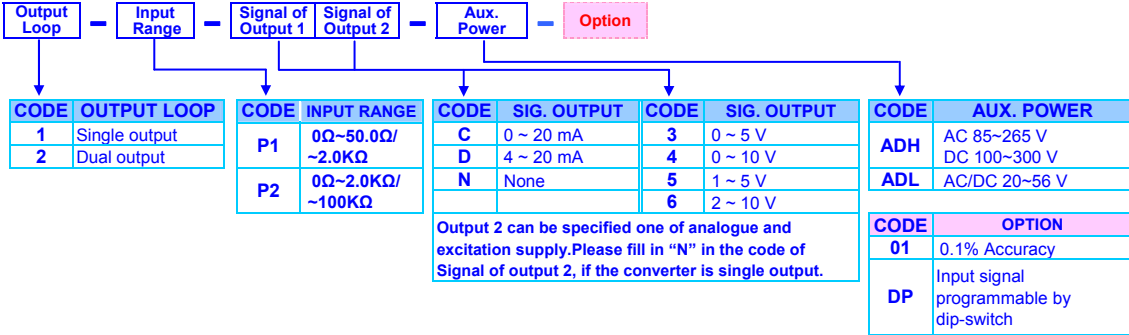 Output Loop – Input Range – Signal of Output 1 Signal of Output 2 – Aux. Power – Option
CODE OUTPUT LOOP
1 Single output
2 Dual output
CODE INPUT RANGE
P1 0Ω~50.0Ω/
~2.0KΩ
P2 0Ω~2.0KΩ/
~100KΩ
CODE SIG. OUTPUT CODE SIG. OUTPUT
C 0 ~ 20 mA 3 0 ~ 5 V
D 4 ~ 20 mA 4 0 ~ 10 V
N None 5 1 ~ 5 V
6 2 ~ 10 V
Output 2 can be specified one of analogue and
excitation supply.Please fill in “N” in the code of
Signal of output 2, if the converter is single output.
CODE AUX. POWER
ADH AC 85~265 V
DC 100~300 V
ADL AC/DC 20~56 V
CODE OPTION
01 0.1% Accuracy
DP Input signal
programmable by
dip-switch